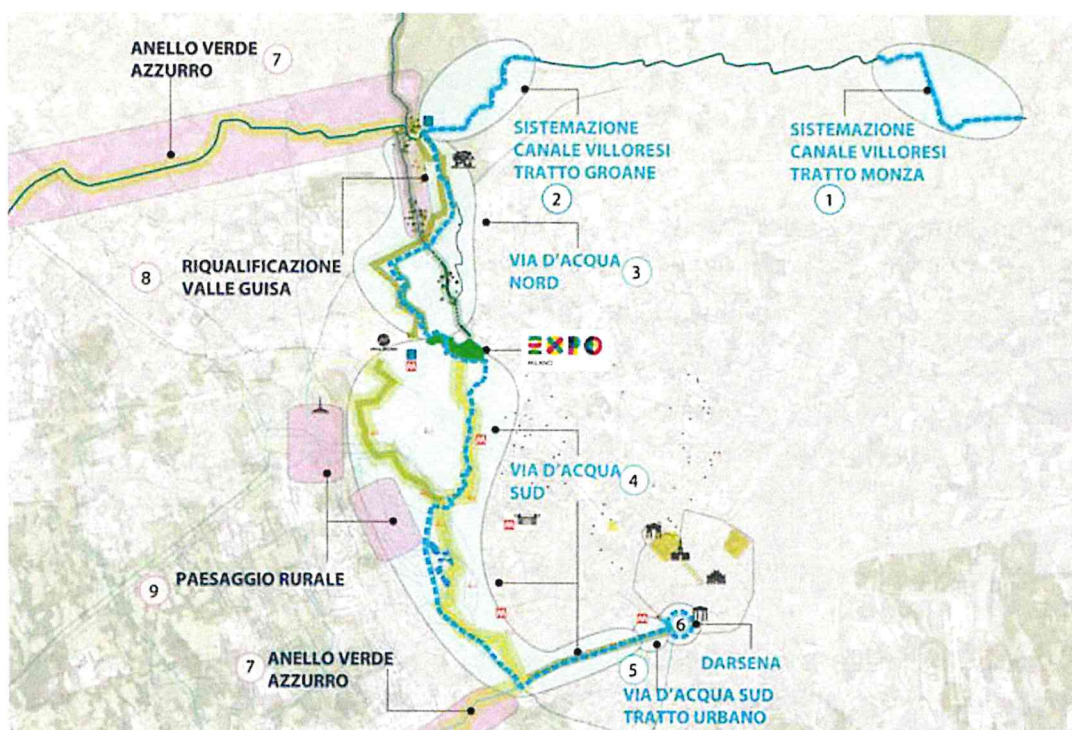 ANELLO VERDE
AZZURRO
7
SISTEMAZIONE
CANALE VILLORESI
TRATTO GROANE
2
SISTEMAZIONE
CANALE VILLORESI
TRATTO MONZA
1
8
RIQUALIFICAZIONE
VALLE GUISA
VIA D'ACQUA
NORD
3
EXPO
MILANO
M
M
VIA D'ACQUA
SUD
4
M
9
PAESAGGIO RURALE
M
M
6
7
ANELLO VERDE
AZZURRO
5
DARSENA
VIA D'ACQUA SUD
TRATTO URBANO